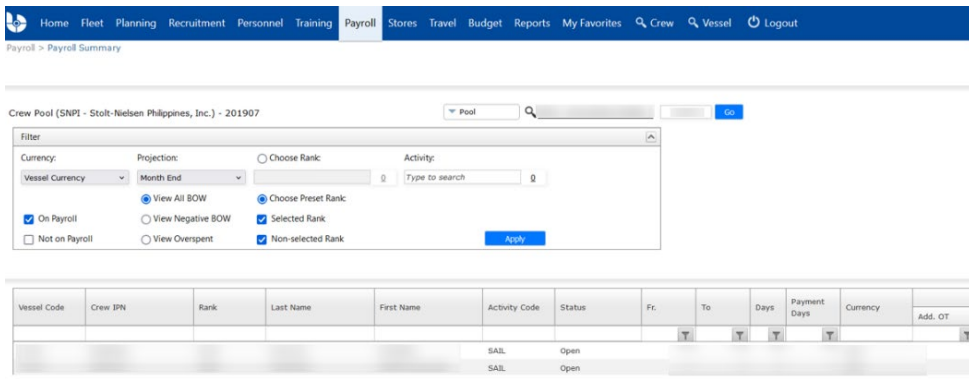 Home Fleet Planning Recruitment Personnel Training Payroll Stores Travel Budget Reports My Favorites Crew Vessel Logout
Payroll > Payroll Summary
Crew Pool (SNPI - Stolt-Nielsen Philippines, Inc.) - 201907 Pool Go
Filter
Currency: Projection: Choose Rank: Activity:
Vessel Currency Month End 0 Type to search 0
View All BOW Choose Preset Rank:
On Payroll View Negative BOW Selected Rank
Not on Payroll View Overspent Non-selected Rank Apply
Vessel Code Crew IPN Rank Last Name First Name Activity Code Status Fr. To Days Payment Days Currency Add. OT
SAIL Open
SAIL Open